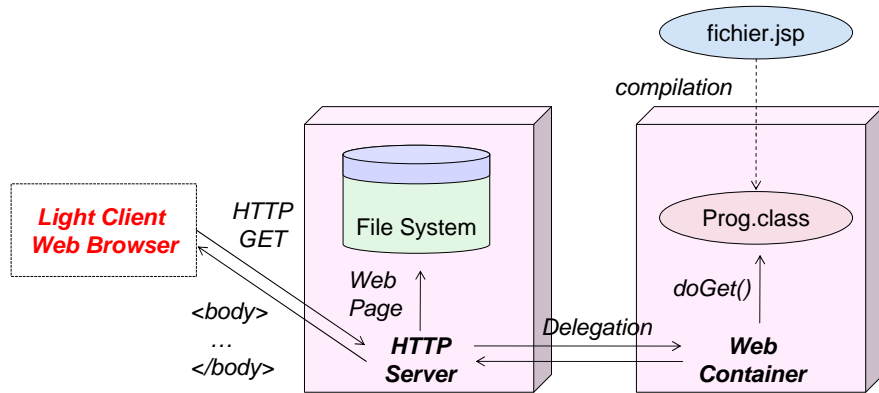 fichier.jsp
compilation
Light Client
Web Browser
HTTP
GET
File System
Prog.class
Web
Page
doGet()
<body>
...
</body>
HTTP
Server
Delegation
Web
Container